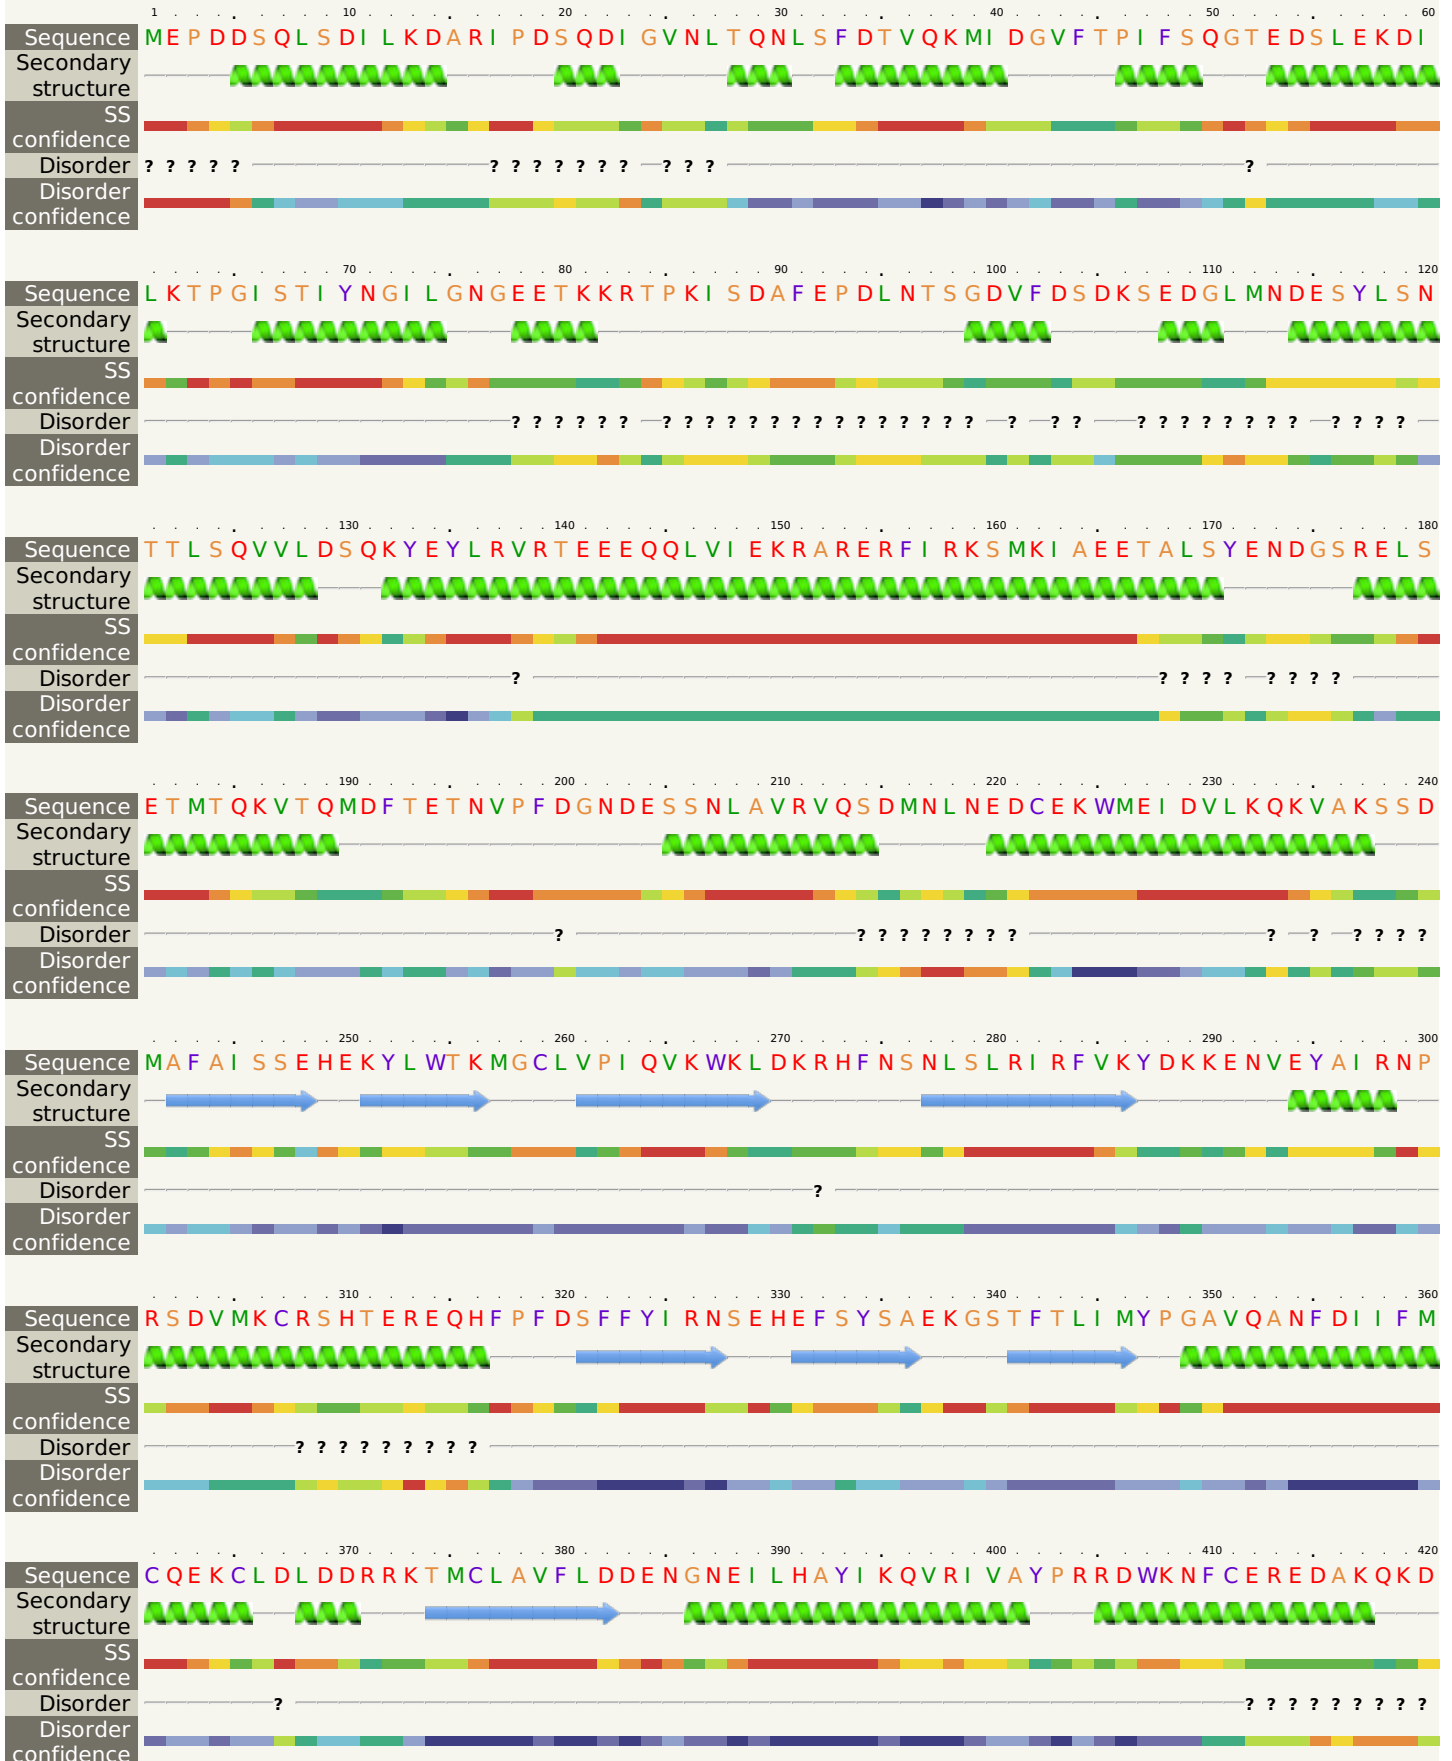 1 10 20 30 40 50 60
Sequence MEPDDSQLSDILKDARIPDSQDIGVNLTQNLSFDTVQKMIDGVFTPIFSQGTEDSLEKDI
Secondary
structure
SS
confidence
Disorder ? ? ? ? ? ? ? ? ? ? ? ? ? ? ? ?
Disorder
confidence
70 80 90 100 110 120
Sequence LKTPGISTIYNGILGNGEETKKRTPKISDAFEPDLNTSGDVFDSDKSEDGLMNDESYLSN
Secondary
structure
SS
confidence
Disorder ? ? ? ? ? ? ? ? ? ? ? ? ? ? ? ? ? ? ? ? ? ? ? ? ? ? ? ? ? ? ? ? ? ? ? ?
Disorder
confidence
130 140 150 160 170 180
Sequence TTLSQVVLDSQKYEYLRVRTEEEQQLVIEKRARERFIRKSMKIAEETALSYENDGSRELS
Secondary
structure
SS
confidence
Disorder ? ? ? ? ? ? ? ? ?
Disorder
confidence
190 200 210 220 230 240
Sequence ETMTQKVTQMDFTETNVPFDGNDESSNLAVRVQSDMNLNEDCEKWMEIDVLKQKVAKSSD
Secondary
structure
SS
confidence
Disorder ? ? ? ? ? ? ? ? ? ? ? ? ? ? ?
Disorder
confidence
250 260 270 280 290 300
Sequence MAFAISSEHEKYLWTKMGCLVPIQVKWKLDKRHFNSNLSLRIRFVKYDKKENVEYAIRNP
Secondary
structure
SS
confidence
Disorder ?
Disorder
confidence
310 320 330 340 350 360
Sequence RSDVMKCRSHTEREQHFPFDSFFYIRNSEHEFSYSAEKGSTFTLIMYPGAVQANFDIIFM
Secondary
structure
SS
confidence
Disorder ? ? ? ? ? ? ? ? ?
Disorder
confidence
370 380 390 400 410 420
Sequence CQEKCLDLDDRRKTMCLAVFLDDENGNEILHAYIKQVRIVAYPRRDWKNFCEREDAKQKD
Secondary
structure
SS
confidence
Disorder ? ? ? ? ? ? ? ? ? ?
Disorder
confidence